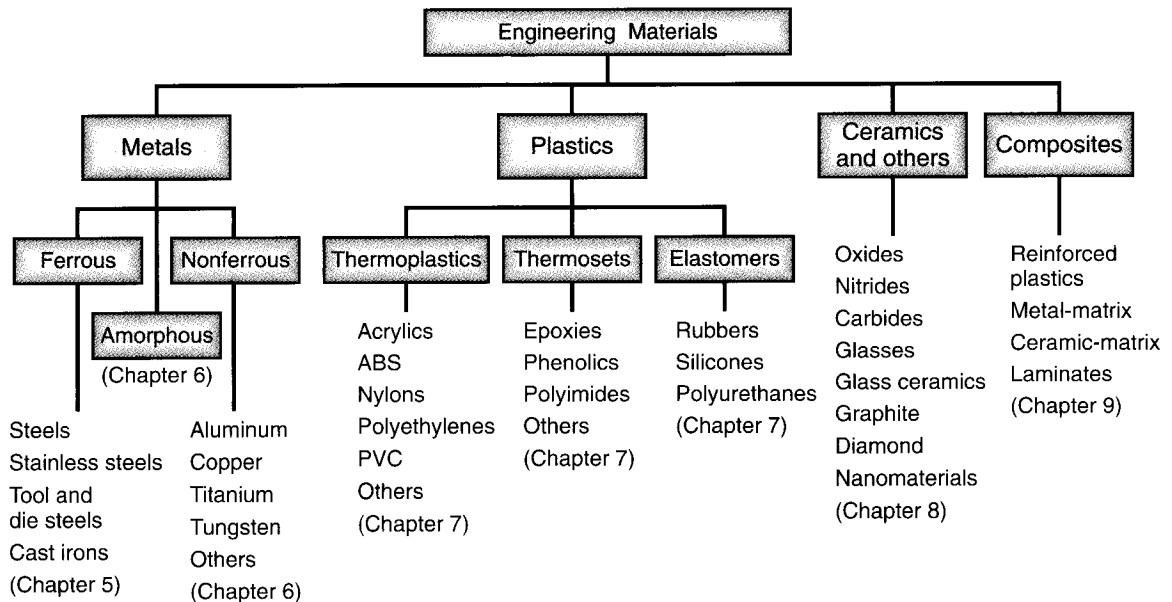 Engineering Materials
Metals
Plastics
Ceramics
and others
Composites
Ferrous
Nonferrous
Amorphous
(Chapter 6)
Thermoplastics
Thermosets
Elastomers
Steels
Stainless steels
Tool and
die steels
Cast irons
(Chapter 5)
Aluminum
Copper
Titanium
Tungsten
Others
(Chapter 6)
Acrylics
ABS
Nylons
Polyethylenes
PVC
Others
(Chapter 7)
Epoxies
Phenolics
Polyimides
Others
(Chapter 7)
Rubbers
Silicones
Polyurethanes
(Chapter 7)
Oxides
Nitrides
Carbides
Glasses
Glass ceramics
Graphite
Diamond
Nanomaterials
(Chapter 8)
Reinforced
plastics
Metal-matrix
Ceramic-matrix
Laminates
(Chapter 9)